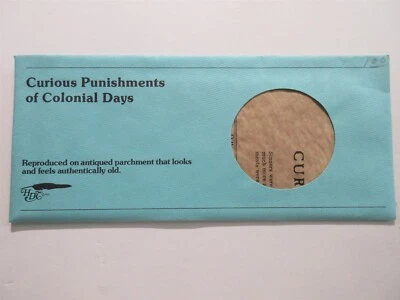 Curious Punishments
of Colonial Days
Reproduced on antiqued parchment that looks
and feels authentically old.
CUR